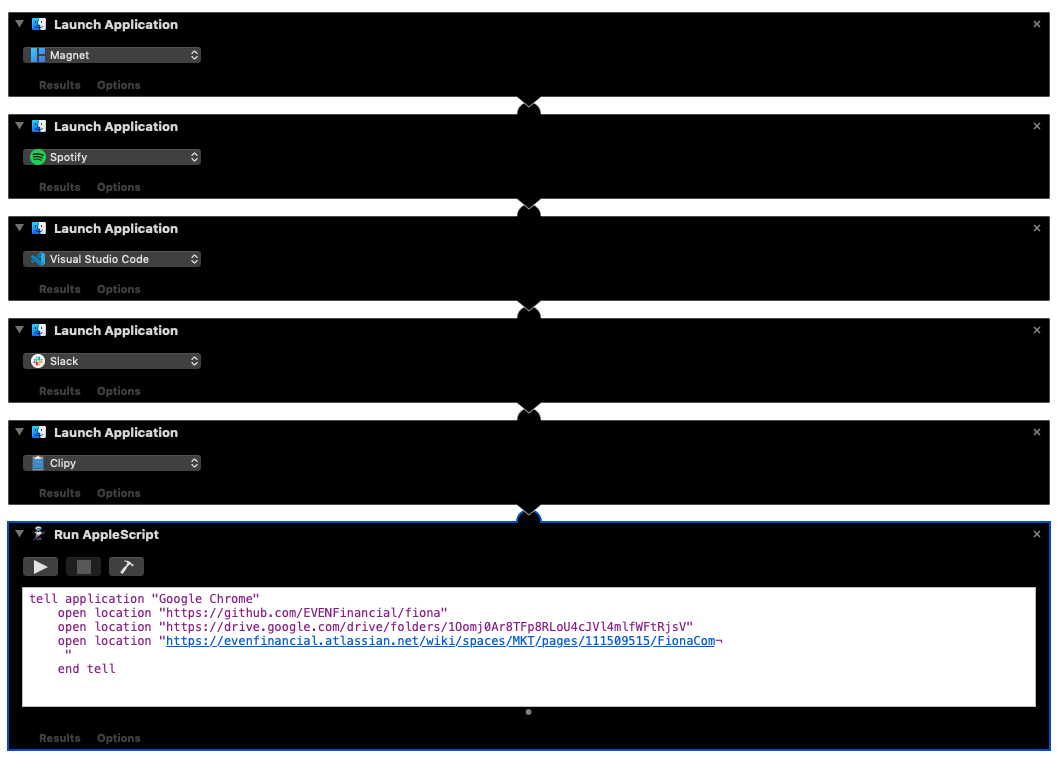 Launch Application
Magnet
Results Options
Launch Application
Spotify
Results Options
Launch Application
Visual Studio Code
Results Options
Launch Application
Slack
Results Options
Launch Application
Clipy
Results Options
Run AppleScript
tell application "Google Chrome"
open location "https://github.com/EVENFinancial/fiona"
open location "https://drive.google.com/drive/folders/1Oomj0Ar8TFp8RLoU4cJVl4mlfWFtRjsV"
open location "https://evenfinancial.atlassian.net/wiki/spaces/MKT/pages/111509515/FionaCom¬
"
end tell
Results Options